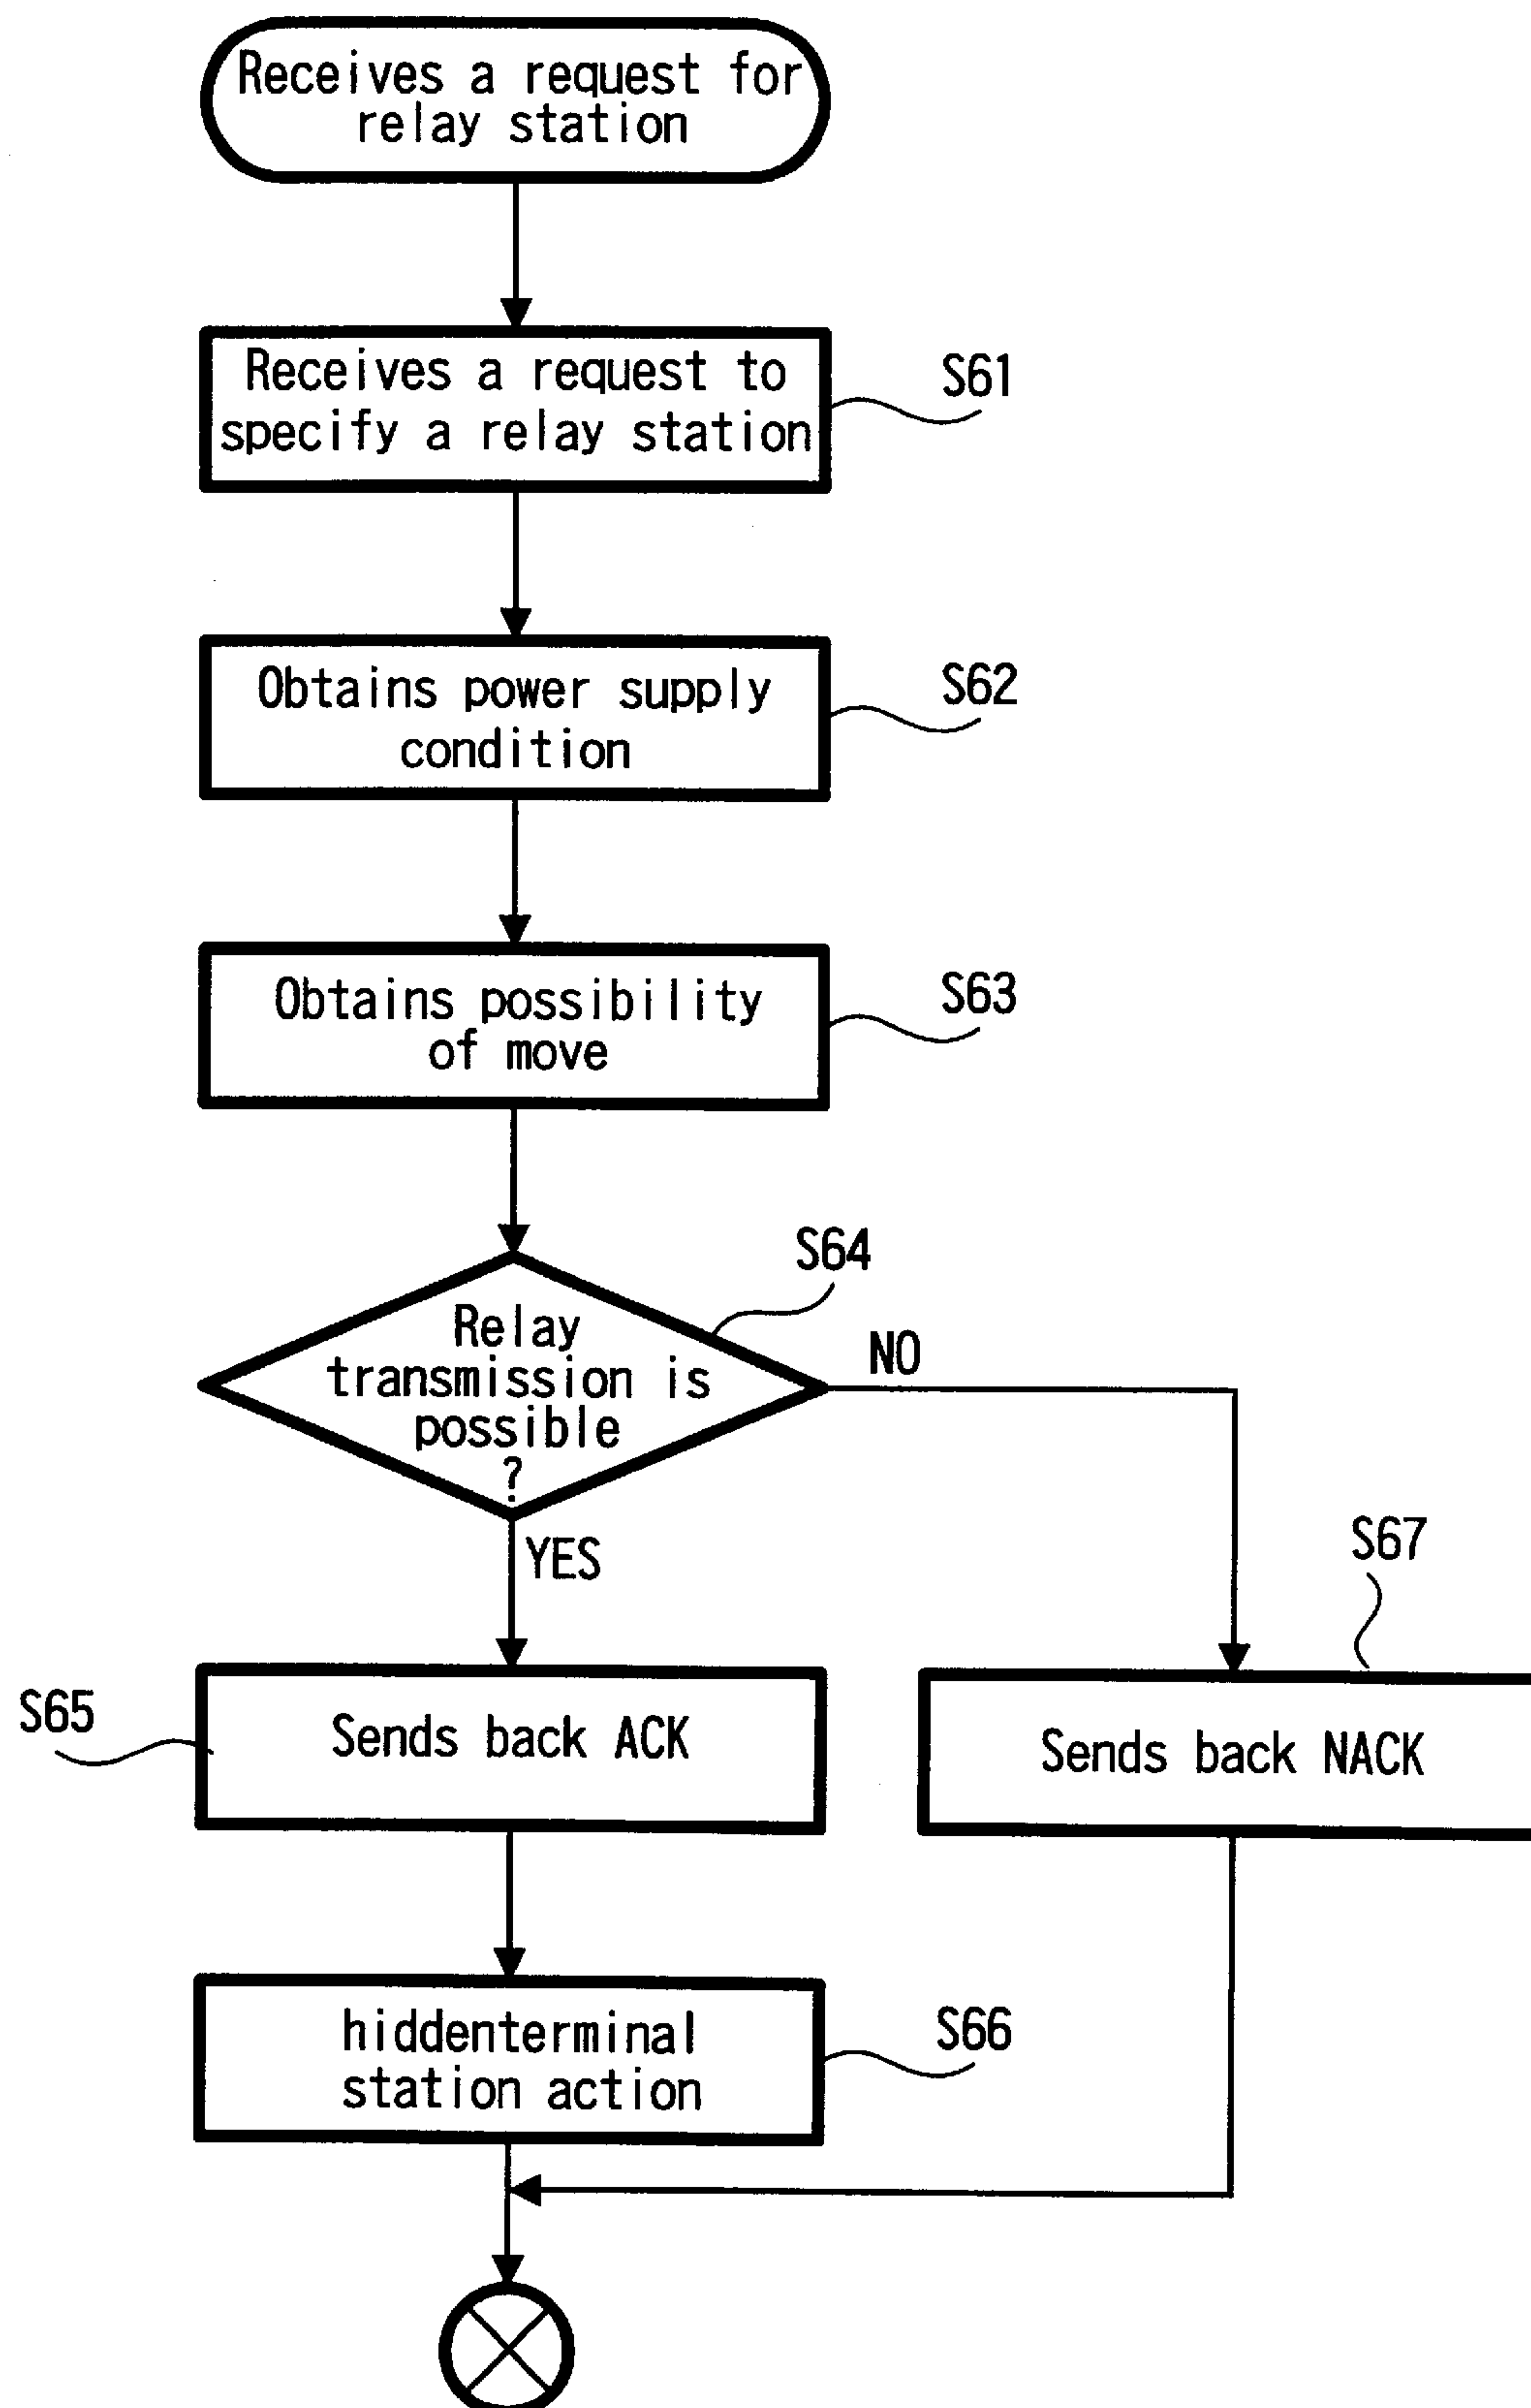 Receives a request for
relay station
Receives a request to
specify a relay station
S61
Obtains power supply
condition
S62
Obtains possibility
of move
S63
S64
Relay
transmission is
possible
?
NO
YES
S67
S65
Sends back ACK
Sends back NACK
hiddenterminal
station action
S66